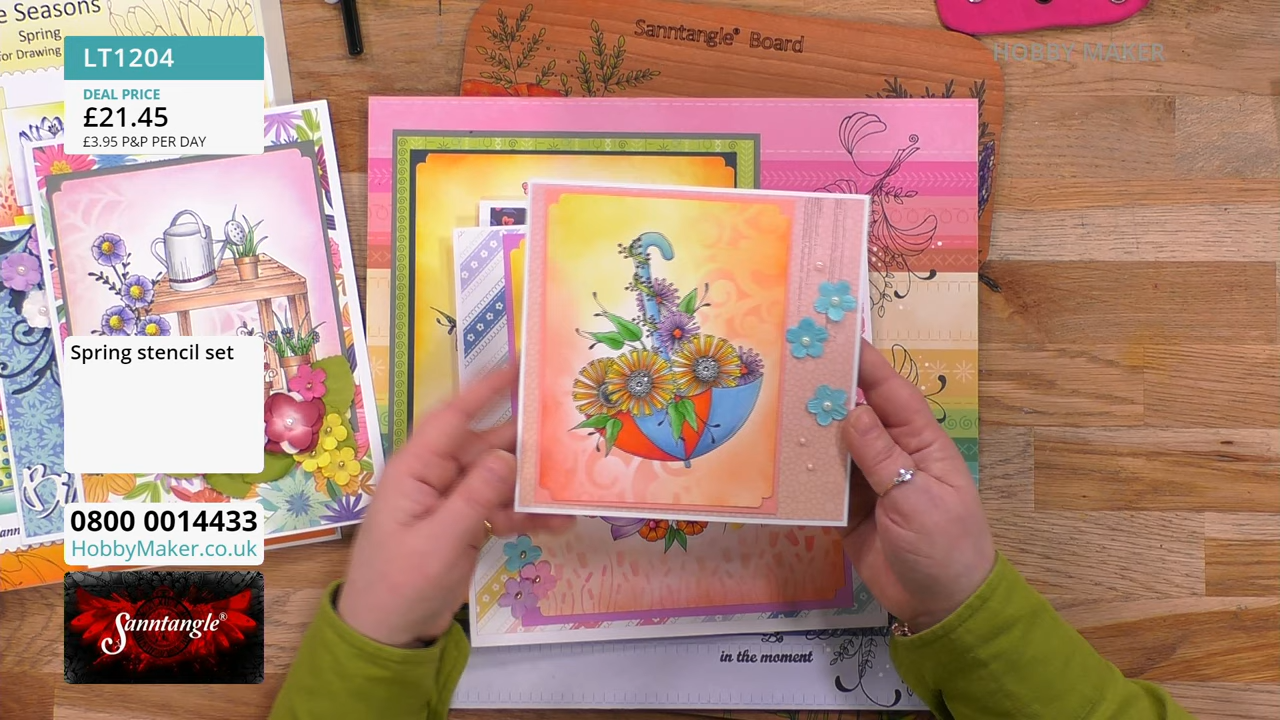 e Seasons
Spring
for Drawing
LT1204
DEAL PRICE
£21.45
£3.95 P&P PER DAY
Spring stencil set
0800 0014433
HobbyMaker.co.uk
Sanntangle®
Sanntangle® Board
HOBBY MAKER
in the moment